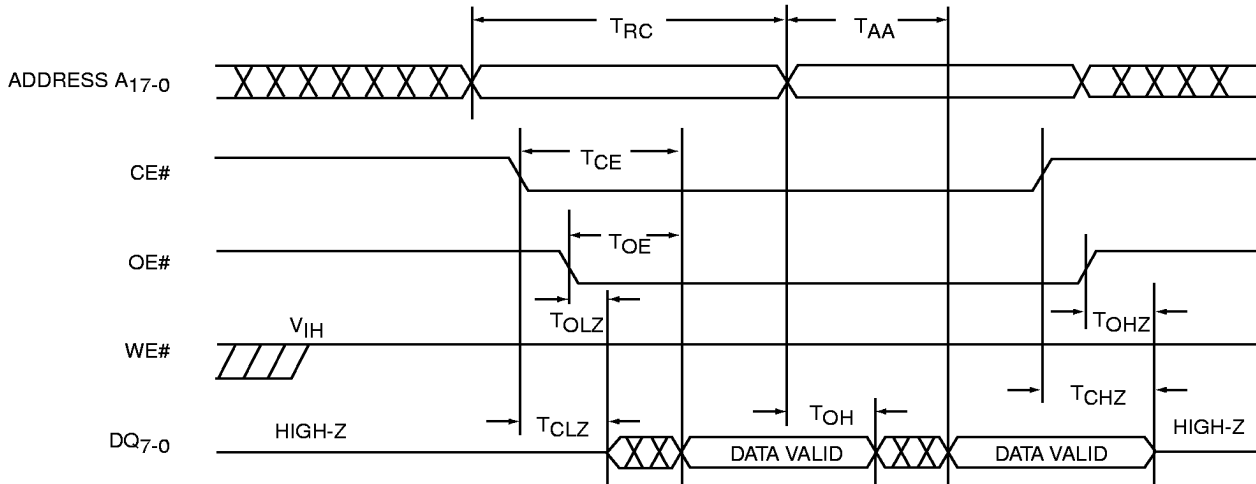 TRC TAA
ADDRESS A17-0
TCE
CE#
TOE
OE#
TOLZ TOHZ
VIH
WE#
TCHZ
HIGH-Z TCLZ TOH HIGH-Z
DQ7-0 DATA VALID DATA VALID